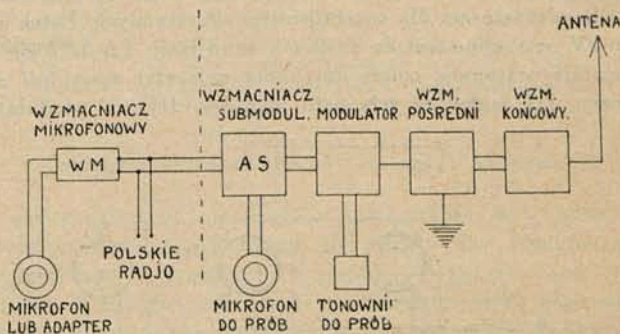 ANTENA
WZMACNIACZ
MIKROFONOWY
WZMACNIACZ
SUBMODUL.
MODULATOR
WZM.
POŚREDNI
WZM.
KOŃCOWY.
WM
AS
POLSKIE
RADJO
MIKROFON
LUB ADAPTER
MIKROFON
DO PRÓB
TONOWNI'
DO PRÓB